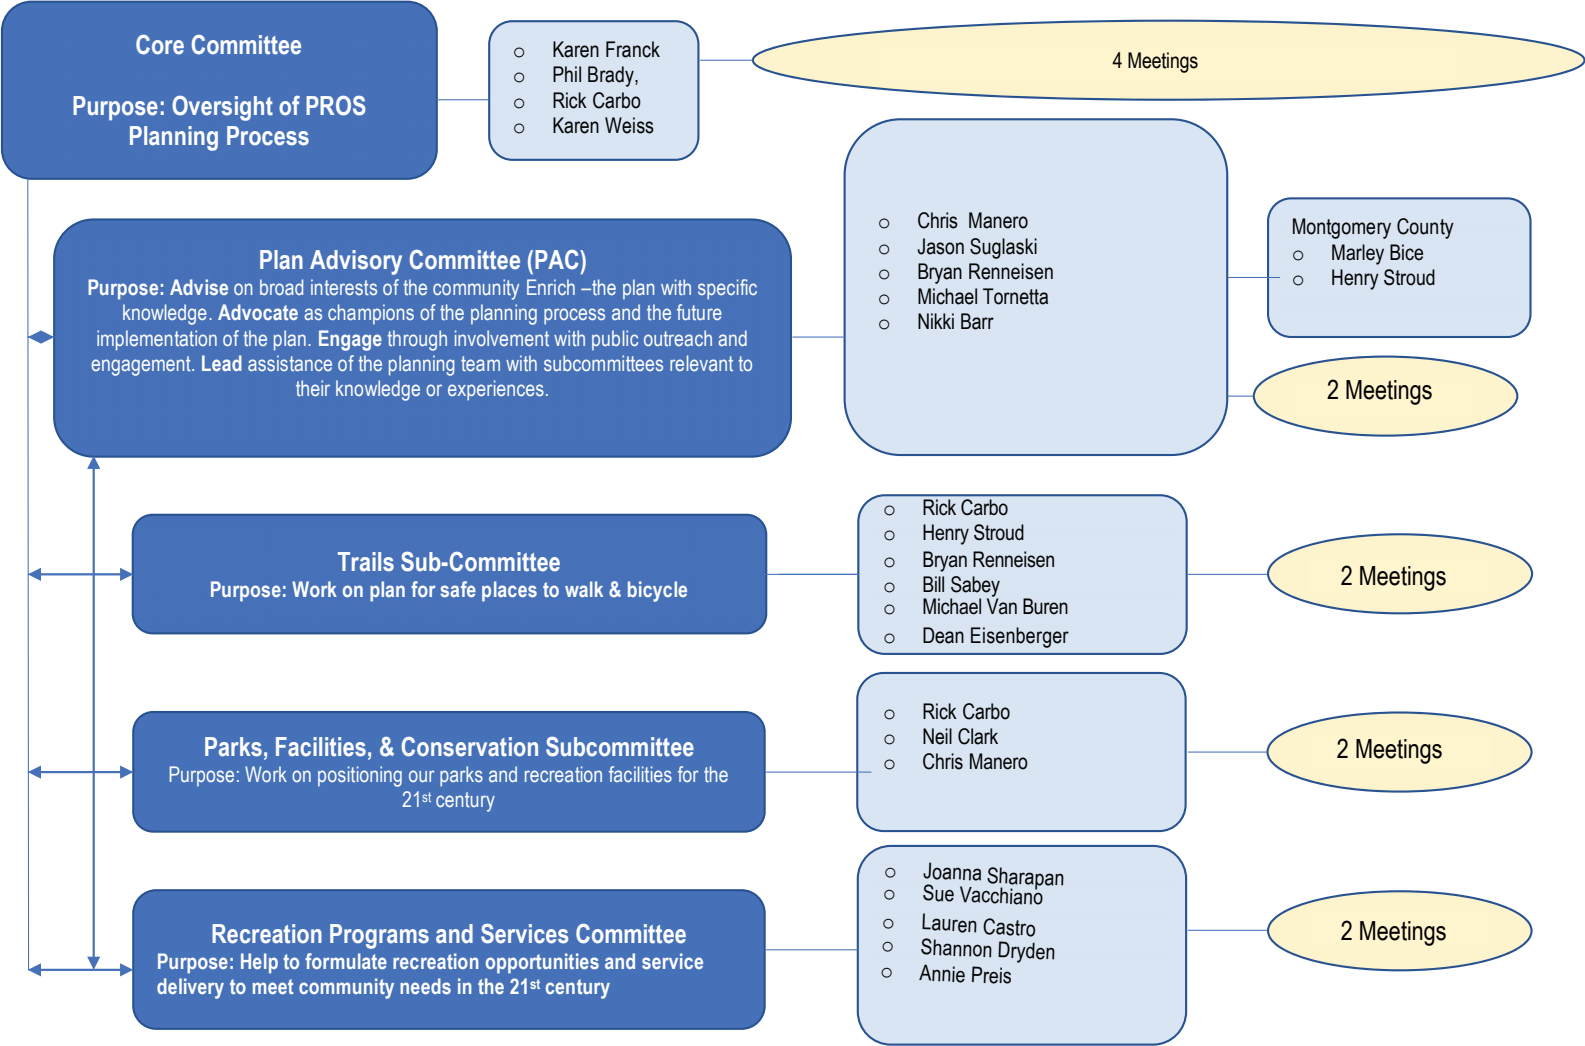 Core Committee
Purpose: Oversight of PROS
Planning Process
Karen Franck
Phil Brady,
Rick Carbo
Karen Weiss
4 Meetings
Plan Advisory Committee (PAC)
Purpose: Advise on broad interests of the community Enrich –the plan with specific
knowledge. Advocate as champions of the planning process and the future
implementation of the plan. Engage through involvement with public outreach and
engagement. Lead assistance of the planning team with subcommittees relevant to
their knowledge or experiences.
Chris Manero
Jason Suglaski
Bryan Renneisen
Michael Tornetta
Nikki Barr
Montgomery County
Marley Bice
Henry Stroud
2 Meetings
Trails Sub-Committee
Purpose: Work on plan for safe places to walk & bicycle
Rick Carbo
Henry Stroud
Bryan Renneisen
Bill Sabey
Michael Van Buren
Dean Eisenberger
2 Meetings
Parks, Facilities, & Conservation Subcommittee
Purpose: Work on positioning our parks and recreation facilities for the
21st century
Rick Carbo
Neil Clark
Chris Manero
2 Meetings
Recreation Programs and Services Committee
Purpose: Help to formulate recreation opportunities and service
delivery to meet community needs in the 21st century
Joanna Sharapan
Sue Vacchiano
Lauren Castro
Shannon Dryden
Annie Preis
2 Meetings